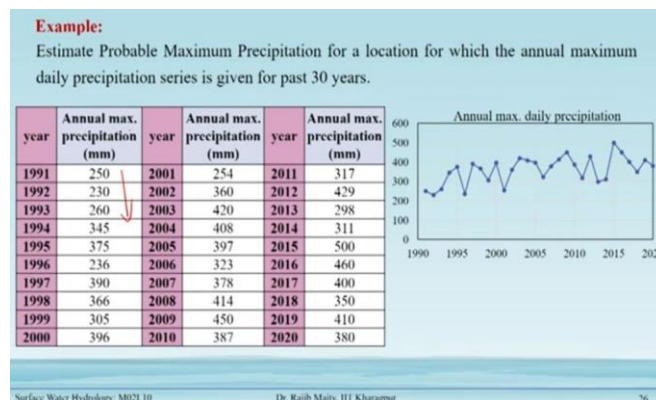 Example:
Estimate Probable Maximum Precipitation for a location for which the annual maximum
daily precipitation series is given for past 30 years.
year Annual max. precipitation (mm) year Annual max. precipitation (mm) year Annual max. precipitation (mm)
1991 250 2001 254 2011 317
1992 230 2002 360 2012 429
1993 260 2003 420 2013 298
1994 345 2004 408 2014 311
1995 375 2005 397 2015 500
1996 236 2006 323 2016 460
1997 390 2007 378 2017 400
1998 366 2008 414 2018 350
1999 305 2009 450 2019 410
2000 396 2010 387 2020 380
Annual max. daily precipitation
600
500
400
300
200
100
0
1990 1995 2000 2005 2010 2015 202
Surface Water Hydrology: M02L10 Dr. Rajib Maity, IIT Kharagpur 26